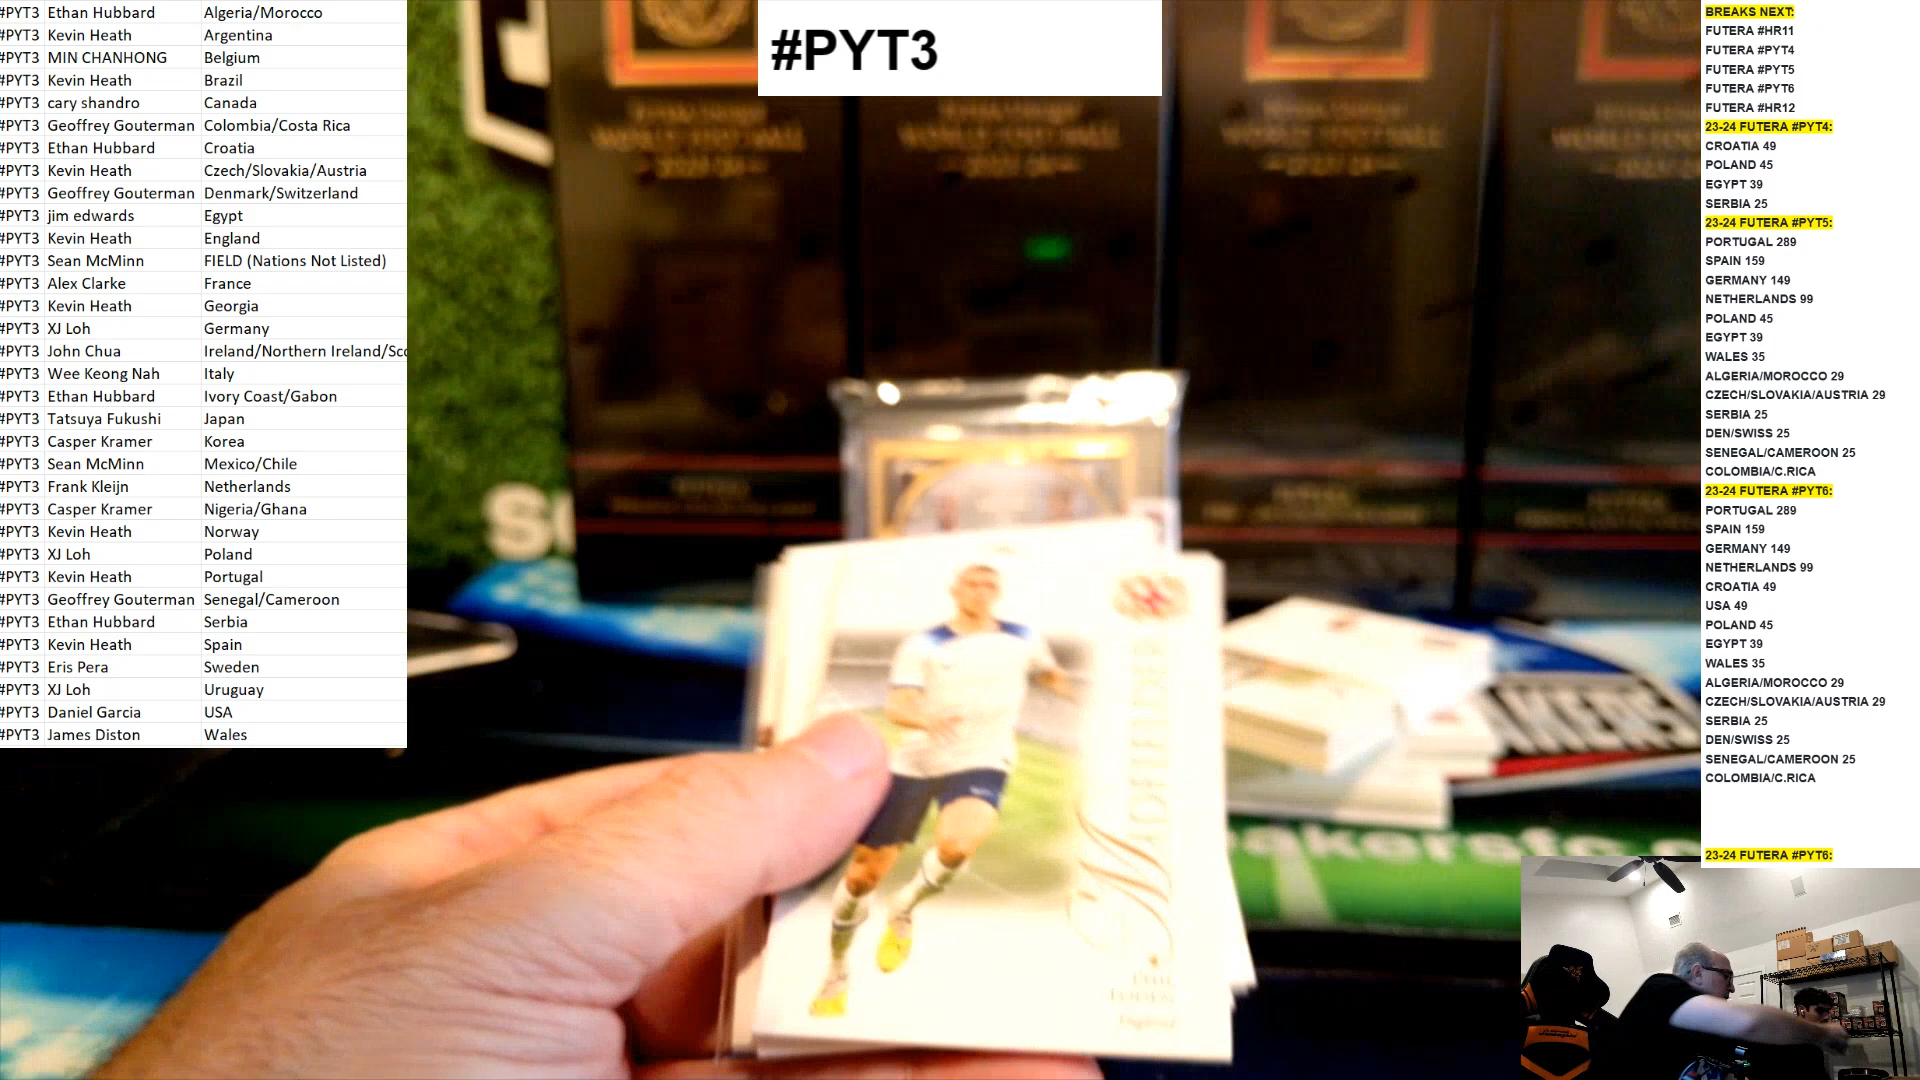 #PYT3 Ethan Hubbard Algeria/Morocco
#PYT3 Kevin Heath Argentina
#PYT3 MIN CHANHONG Belgium
#PYT3 Kevin Heath Brazil
#PYT3 cary shandro Canada
#PYT3 Geoffrey Gouterman Colombia/Costa Rica
#PYT3 Ethan Hubbard Croatia
#PYT3 Kevin Heath Czech/Slovakia/Austria
#PYT3 Geoffrey Gouterman Denmark/Switzerland
#PYT3 jim edwards Egypt
#PYT3 Kevin Heath England
#PYT3 Sean McMinn FIELD (Nations Not Listed)
#PYT3 Alex Clarke France
#PYT3 Kevin Heath Georgia
#PYT3 XJ Loh Germany
#PYT3 John Chua Ireland/Northern Ireland/Sco
#PYT3 Wee Keong Nah Italy
#PYT3 Ethan Hubbard Ivory Coast/Gabon
#PYT3 Tatsuya Fukushi Japan
#PYT3 Casper Kramer Korea
#PYT3 Sean McMinn Mexico/Chile
#PYT3 Frank Kleijn Netherlands
#PYT3 Casper Kramer Nigeria/Ghana
#PYT3 Kevin Heath Norway
#PYT3 XJ Loh Poland
#PYT3 Kevin Heath Portugal
#PYT3 Geoffrey Gouterman Senegal/Cameroon
#PYT3 Ethan Hubbard Serbia
#PYT3 Kevin Heath Spain
#PYT3 Eris Pera Sweden
#PYT3 XJ Loh Uruguay
#PYT3 Daniel Garcia USA
#PYT3 James Diston Wales
#PYT3
WORLD FOOTBALL
WORLD FOOTBALL
WORLD FOOTBALL
MIDFIELDER
PHIL
FODEN
England
BREAKS NEXT:
FUTERA #HR11
FUTERA #PYT4
FUTERA #PYT5
FUTERA #PYT6
FUTERA #HR12
23-24 FUTERA #PYT4:
CROATIA 49
POLAND 45
EGYPT 39
SERBIA 25
23-24 FUTERA #PYT5:
PORTUGAL 289
SPAIN 159
GERMANY 149
NETHERLANDS 99
POLAND 45
EGYPT 39
WALES 35
ALGERIA/MOROCCO 29
CZECH/SLOVAKIA/AUSTRIA 29
SERBIA 25
DEN/SWISS 25
SENEGAL/CAMEROON 25
COLOMBIA/C.RICA
23-24 FUTERA #PYT6:
PORTUGAL 289
SPAIN 159
GERMANY 149
NETHERLANDS 99
CROATIA 49
USA 49
POLAND 45
EGYPT 39
WALES 35
ALGERIA/MOROCCO 29
CZECH/SLOVAKIA/AUSTRIA 29
SERBIA 25
DEN/SWISS 25
SENEGAL/CAMEROON 25
COLOMBIA/C.RICA
23-24 FUTERA #PYT6: